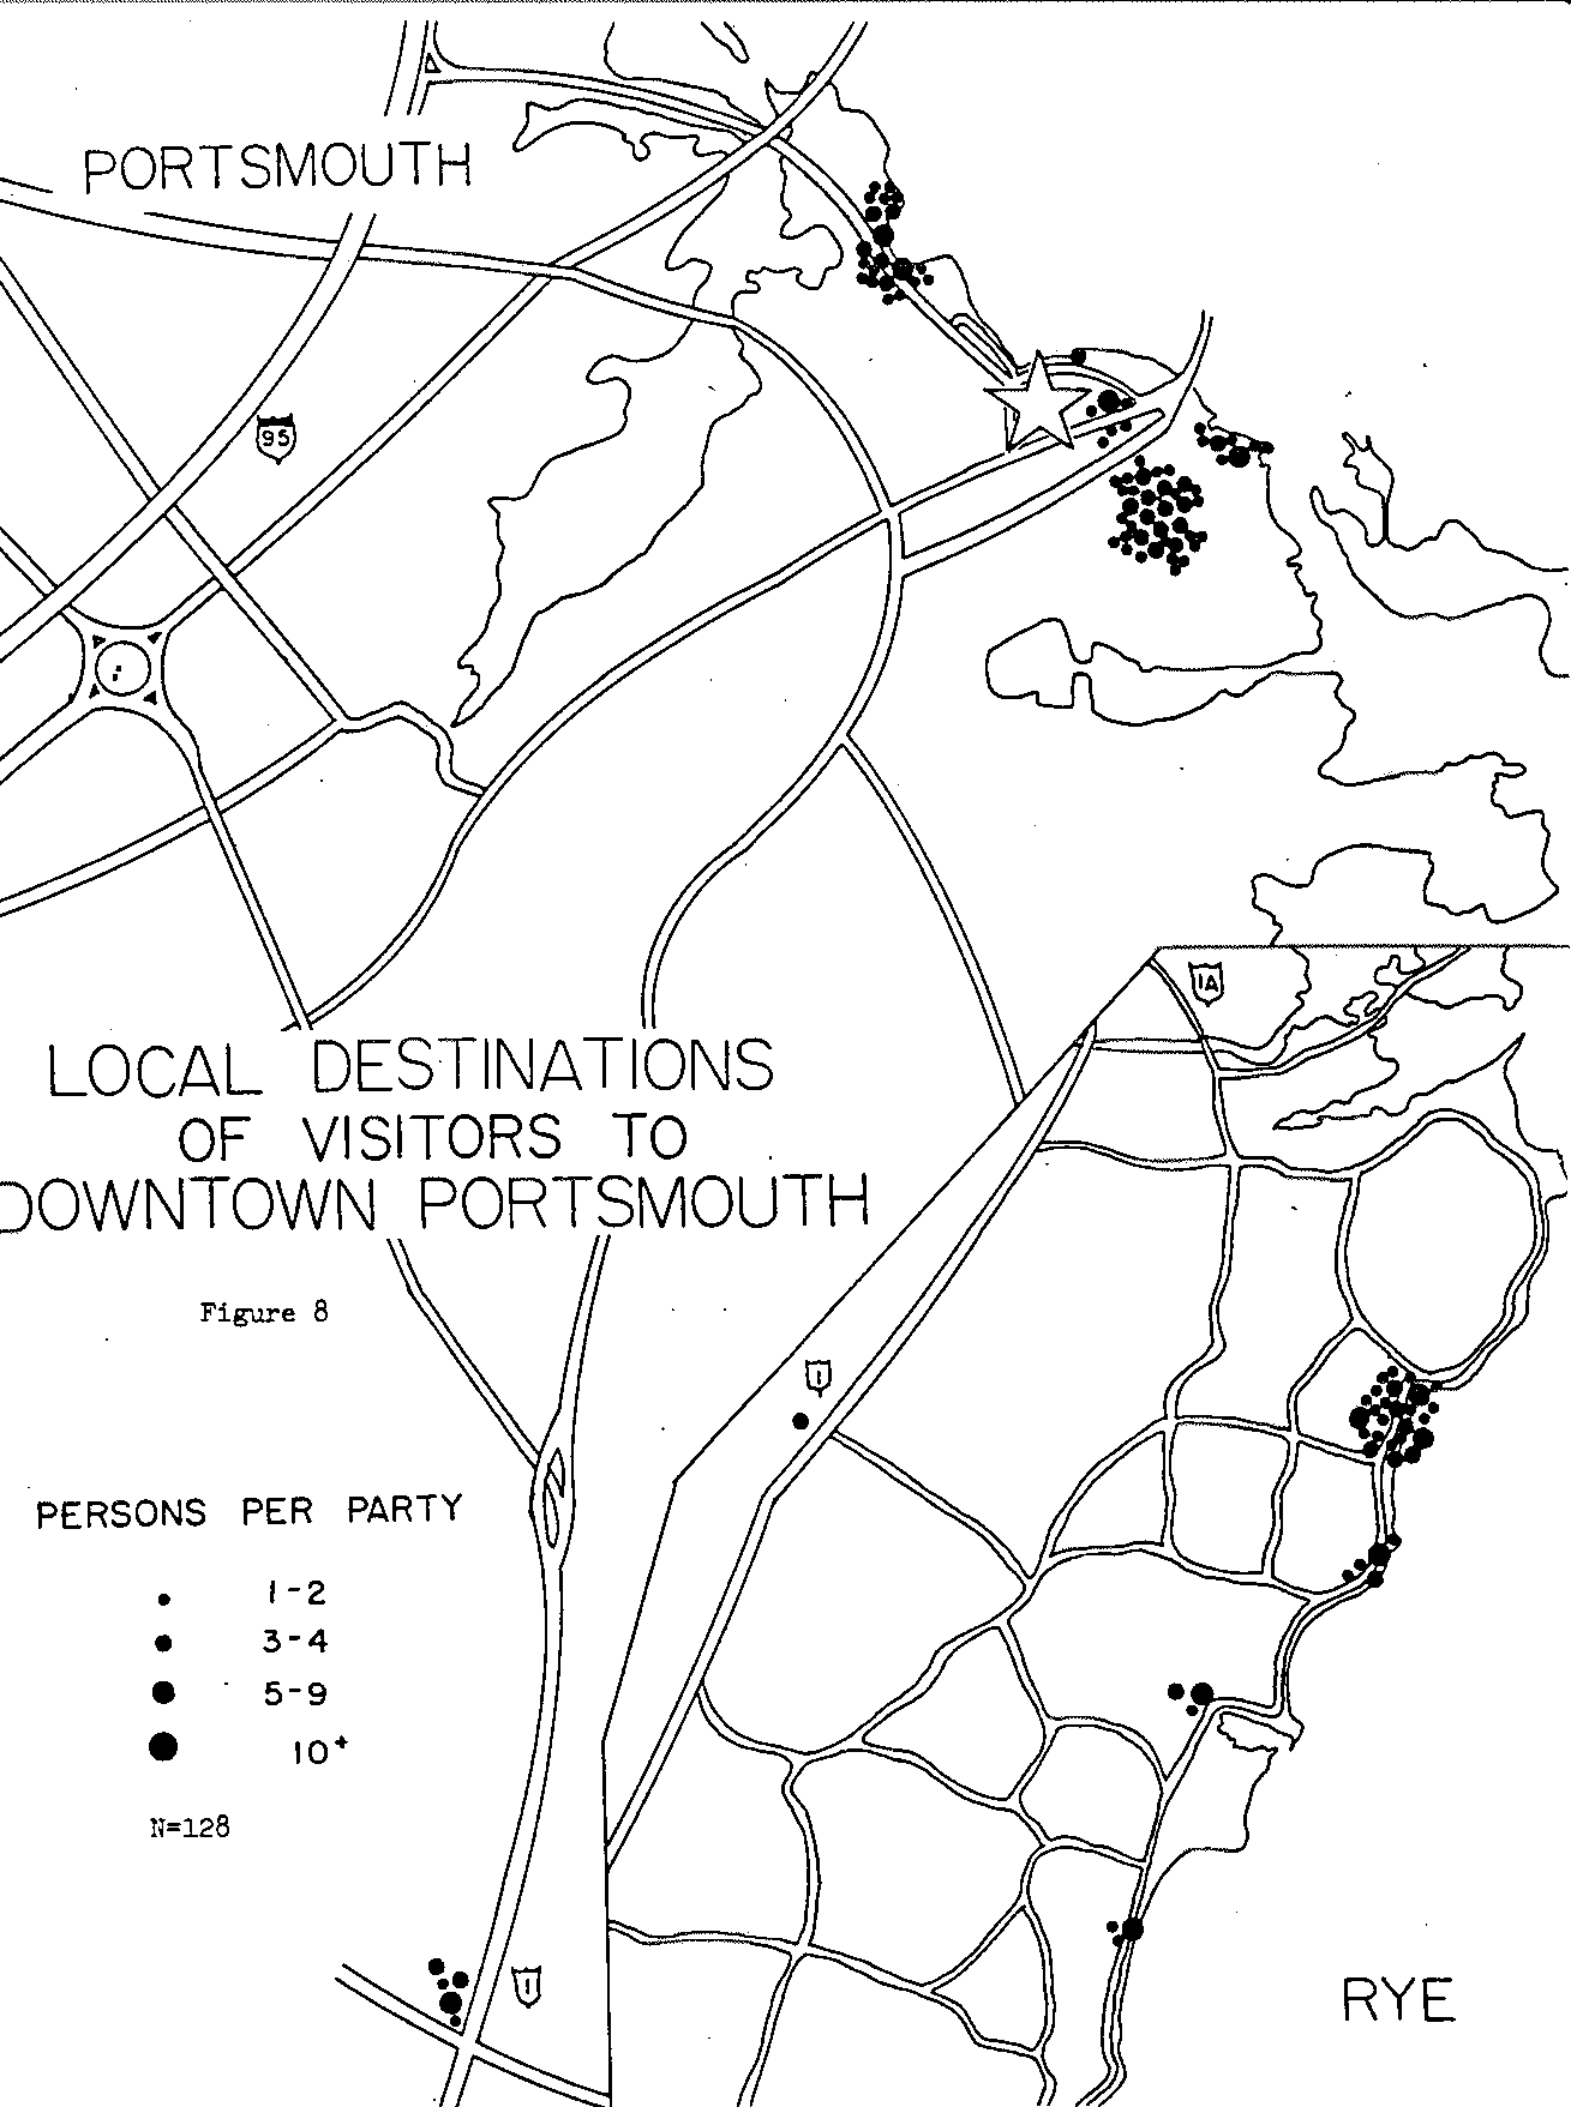 PORTSMOUTH
95
1A
LOCAL DESTINATIONS
OF VISITORS TO
DOWNTOWN PORTSMOUTH
Figure 8
1
PERSONS PER PARTY
1-2
3-4
5-9
10+
N=128
1
RYE